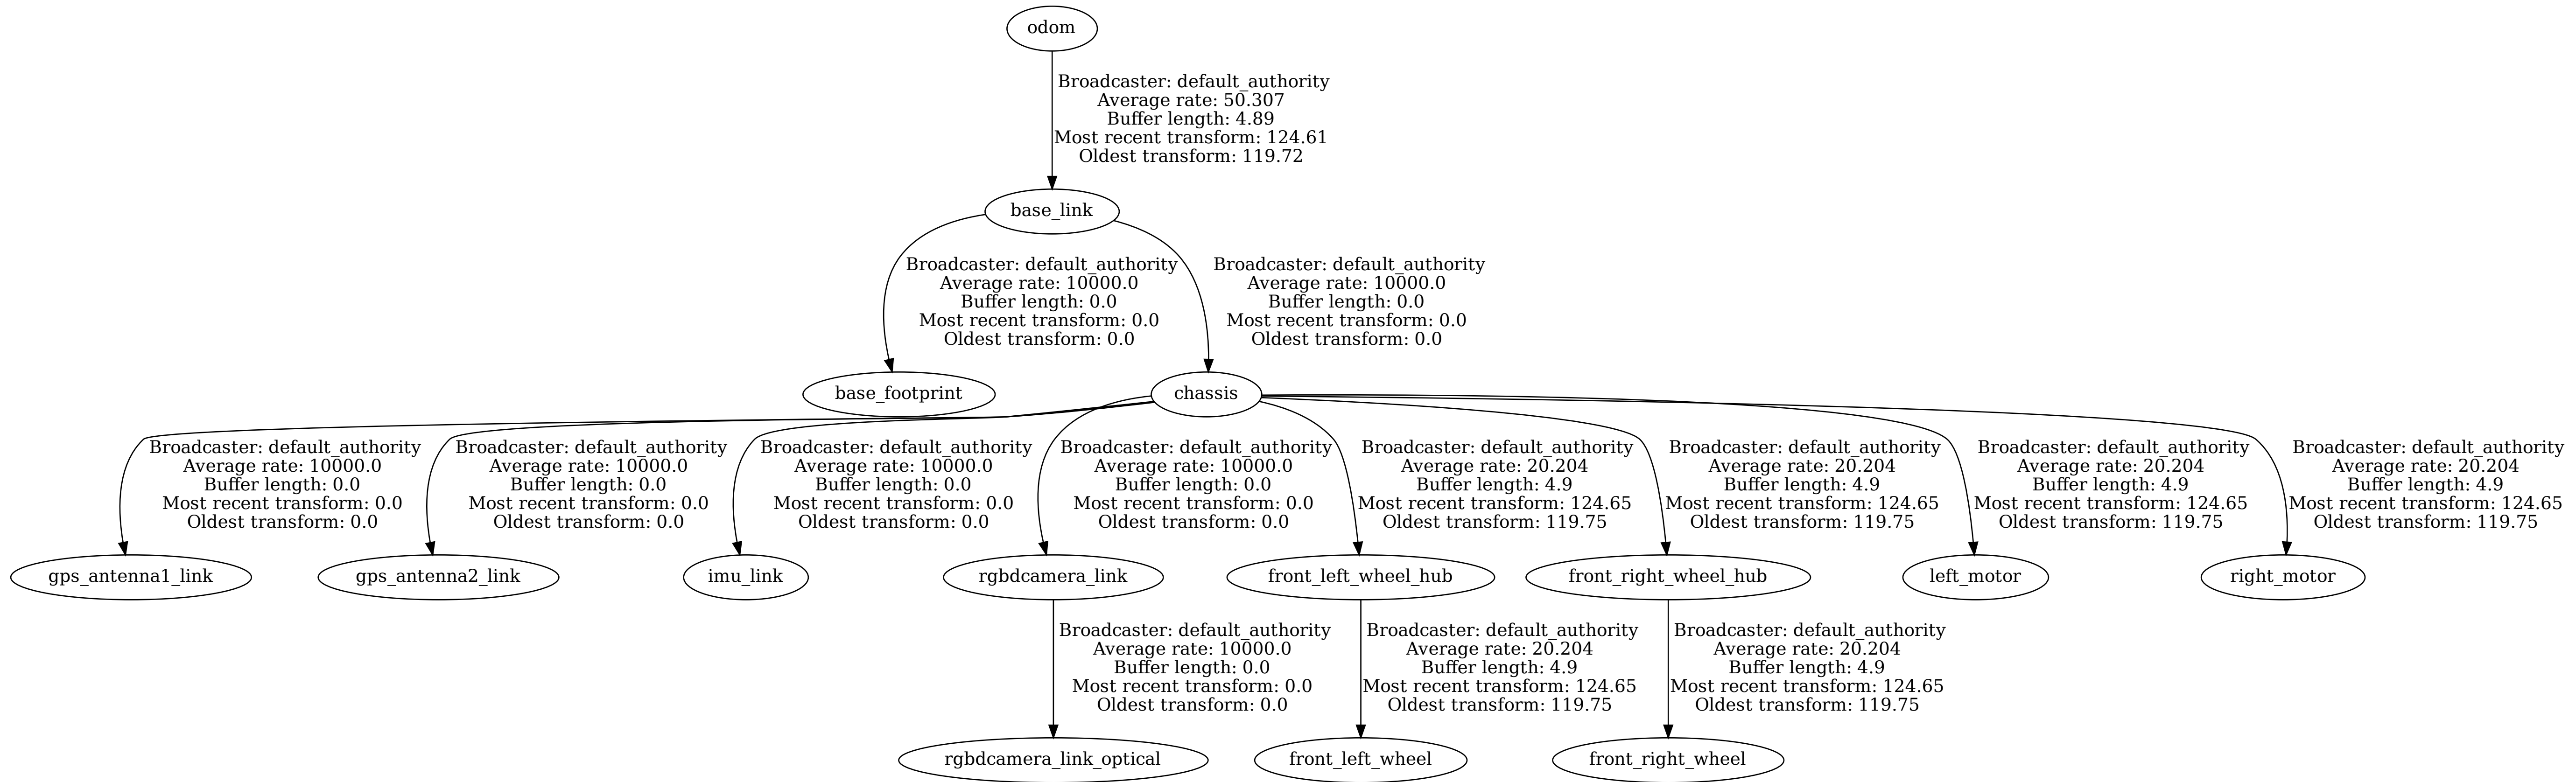 odom
Broadcaster: default_authority
Average rate: 50.307
Buffer length: 4.89
Most recent transform: 124.61
Oldest transform: 119.72
base_link
Broadcaster: default_authority
Average rate: 10000.0
Buffer length: 0.0
Most recent transform: 0.0
Oldest transform: 0.0
Broadcaster: default_authority
Average rate: 10000.0
Buffer length: 0.0
Most recent transform: 0.0
Oldest transform: 0.0
base_footprint
chassis
Broadcaster: default_authority
Average rate: 10000.0
Buffer length: 0.0
Most recent transform: 0.0
Oldest transform: 0.0
Broadcaster: default_authority
Average rate: 10000.0
Buffer length: 0.0
Most recent transform: 0.0
Oldest transform: 0.0
Broadcaster: default_authority
Average rate: 10000.0
Buffer length: 0.0
Most recent transform: 0.0
Oldest transform: 0.0
Broadcaster: default_authority
Average rate: 10000.0
Buffer length: 0.0
Most recent transform: 0.0
Oldest transform: 0.0
Broadcaster: default_authority
Average rate: 20.204
Buffer length: 4.9
Most recent transform: 124.65
Oldest transform: 119.75
Broadcaster: default_authority
Average rate: 20.204
Buffer length: 4.9
Most recent transform: 124.65
Oldest transform: 119.75
Broadcaster: default_authority
Average rate: 20.204
Buffer length: 4.9
Most recent transform: 124.65
Oldest transform: 119.75
Broadcaster: default_authority
Average rate: 20.204
Buffer length: 4.9
Most recent transform: 124.65
Oldest transform: 119.75
gps_antenna1_link
gps_antenna2_link
imu_link
rgbdcamera_link
front_left_wheel_hub
front_right_wheel_hub
left_motor
right_motor
Broadcaster: default_authority
Average rate: 10000.0
Buffer length: 0.0
Most recent transform: 0.0
Oldest transform: 0.0
Broadcaster: default_authority
Average rate: 20.204
Buffer length: 4.9
Most recent transform: 124.65
Oldest transform: 119.75
Broadcaster: default_authority
Average rate: 20.204
Buffer length: 4.9
Most recent transform: 124.65
Oldest transform: 119.75
rgbdcamera_link_optical
front_left_wheel
front_right_wheel